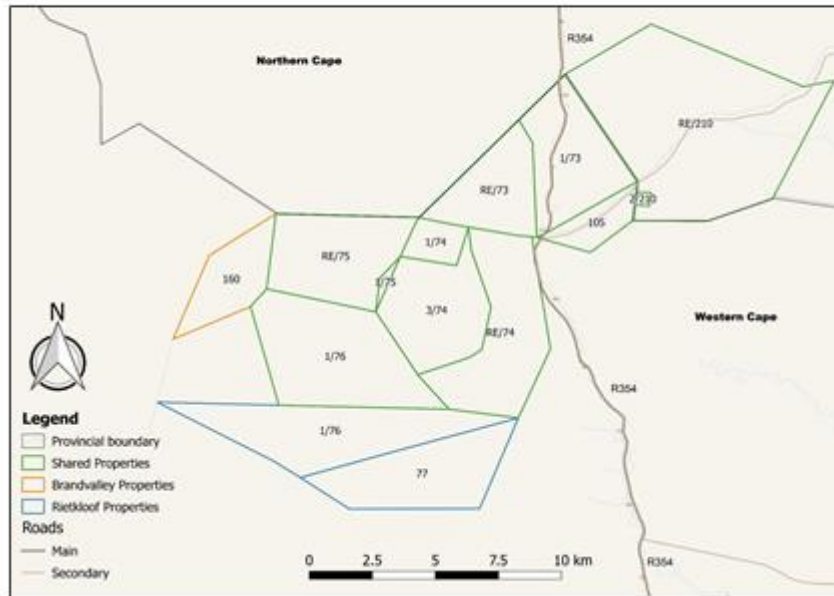 R354
Northern Cape
RE/210
1/73
RE/73
2/210
105
1/74
RE/75
1/75
160
3/74
Western Cape
RE/74
N
1/76
R354
Legend
Provincial boundary
Shared Properties
Brandvalley Properties
Rietkloof Properties
Roads
Main
Secondary
1/76
77
0 2.5 5 7.5 10 km
R354